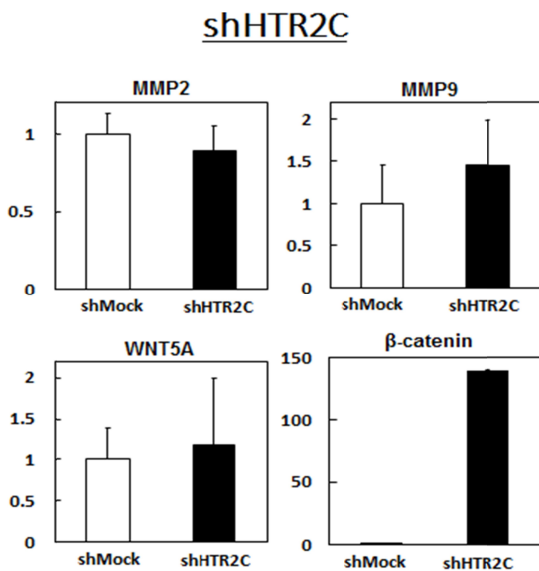 shHTR2C
MMP2
1
0.5
0
shMock shHTR2C
MMP9
2
1.5
1
0.5
0
shMock shHTR2C
WNT5A
2
1.5
1
0.5
0
shMock shHTR2C
β-catenin
150
100
50
0
shMock shHTR2C